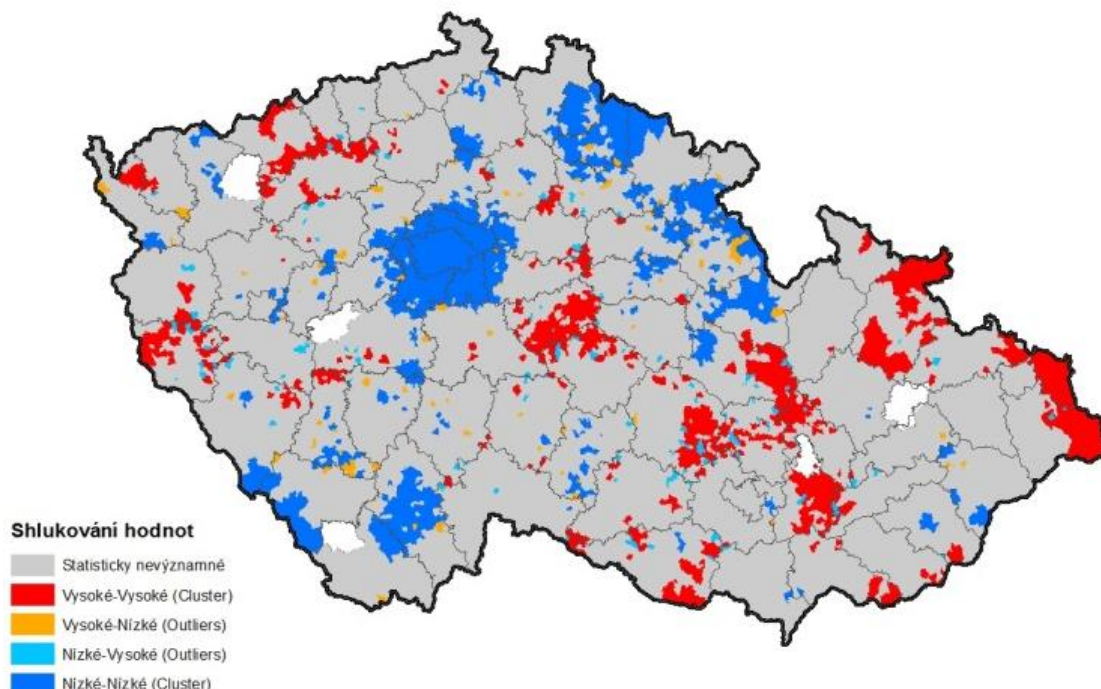 Shlukování hodnot
Statisticky nevýznamné
Vysoké-Vysoké (Cluster)
Vysoké-Nízké (Outliers)
Nízké-Vysoké (Outliers)
Nízké-Nízké (Cluster)